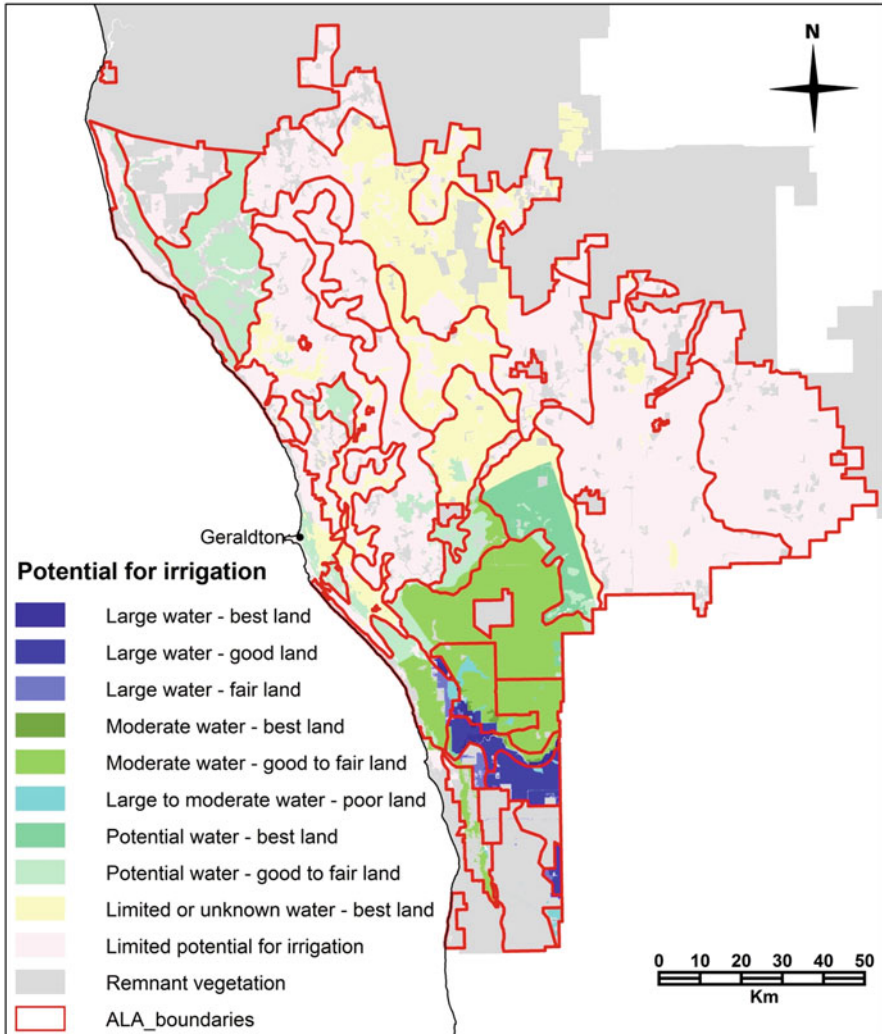 N
Geraldton
Potential for irrigation
Large water - best land
Large water - good land
Large water - fair land
Moderate water - best land
Moderate water - good to fair land
Large to moderate water - poor land
Potential water - best land
Potential water - good to fair land
Limited or unknown water - best land
Limited potential for irrigation
Remnant vegetation
ALA_boundaries
0 10 20 30 40 50
Km